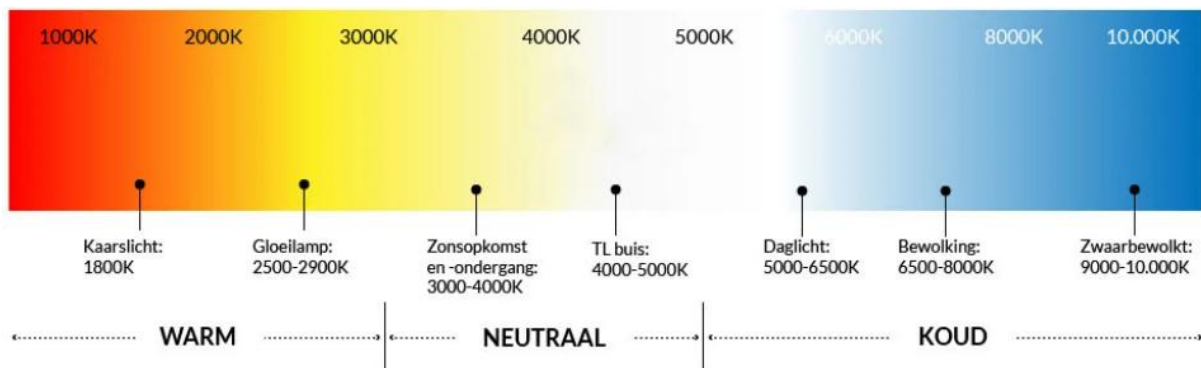 1000K 2000K 3000K 4000K 5000K 6000K 8000K 10.000K
Kaarslicht:
1800K
Gloeilamp:
2500-2900K
Zonsopkomst
en -ondergang:
3000-4000K
TL buis:
4000-5000K
Daglicht:
5000-6500K
Bewolking:
6500-8000K
Zwaarbewolkt:
9000-10.000K
WARM NEUTRAAL KOUD